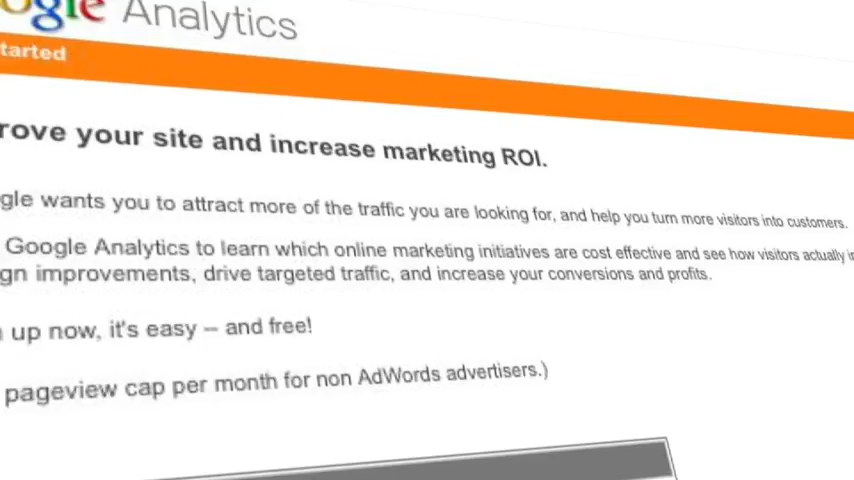 ogle Analytics
tarted
rove your site and increase marketing ROI.
gle wants you to attract more of the traffic you are looking for, and help you turn more visitors into customers.
Google Analytics to learn which online marketing initiatives are cost effective and see how visitors actually in
gn improvements, drive targeted traffic, and increase your conversions and profits.
up now, it's easy – and free!
pageview cap per month for non AdWords advertisers.)